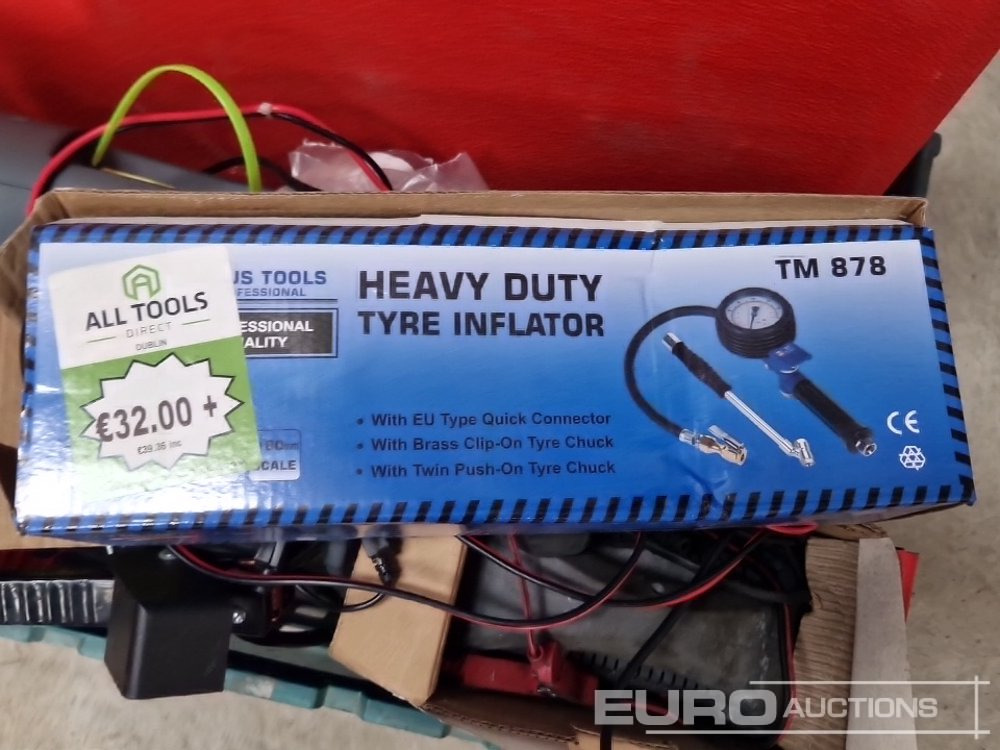 ALL TOOLS
DIRECT
DUBLIN
€32.00 +
€39.36 inc
US TOOLS
FESSIONAL
ESSIONAL
ALITY
SCALE
HEAVY DUTY
TYRE INFLATOR
• With EU Type Quick Connector
• With Brass Clip-On Tyre Chuck
• With Twin Push-On Tyre Chuck
TM 878
CE
EURO AUCTIONS